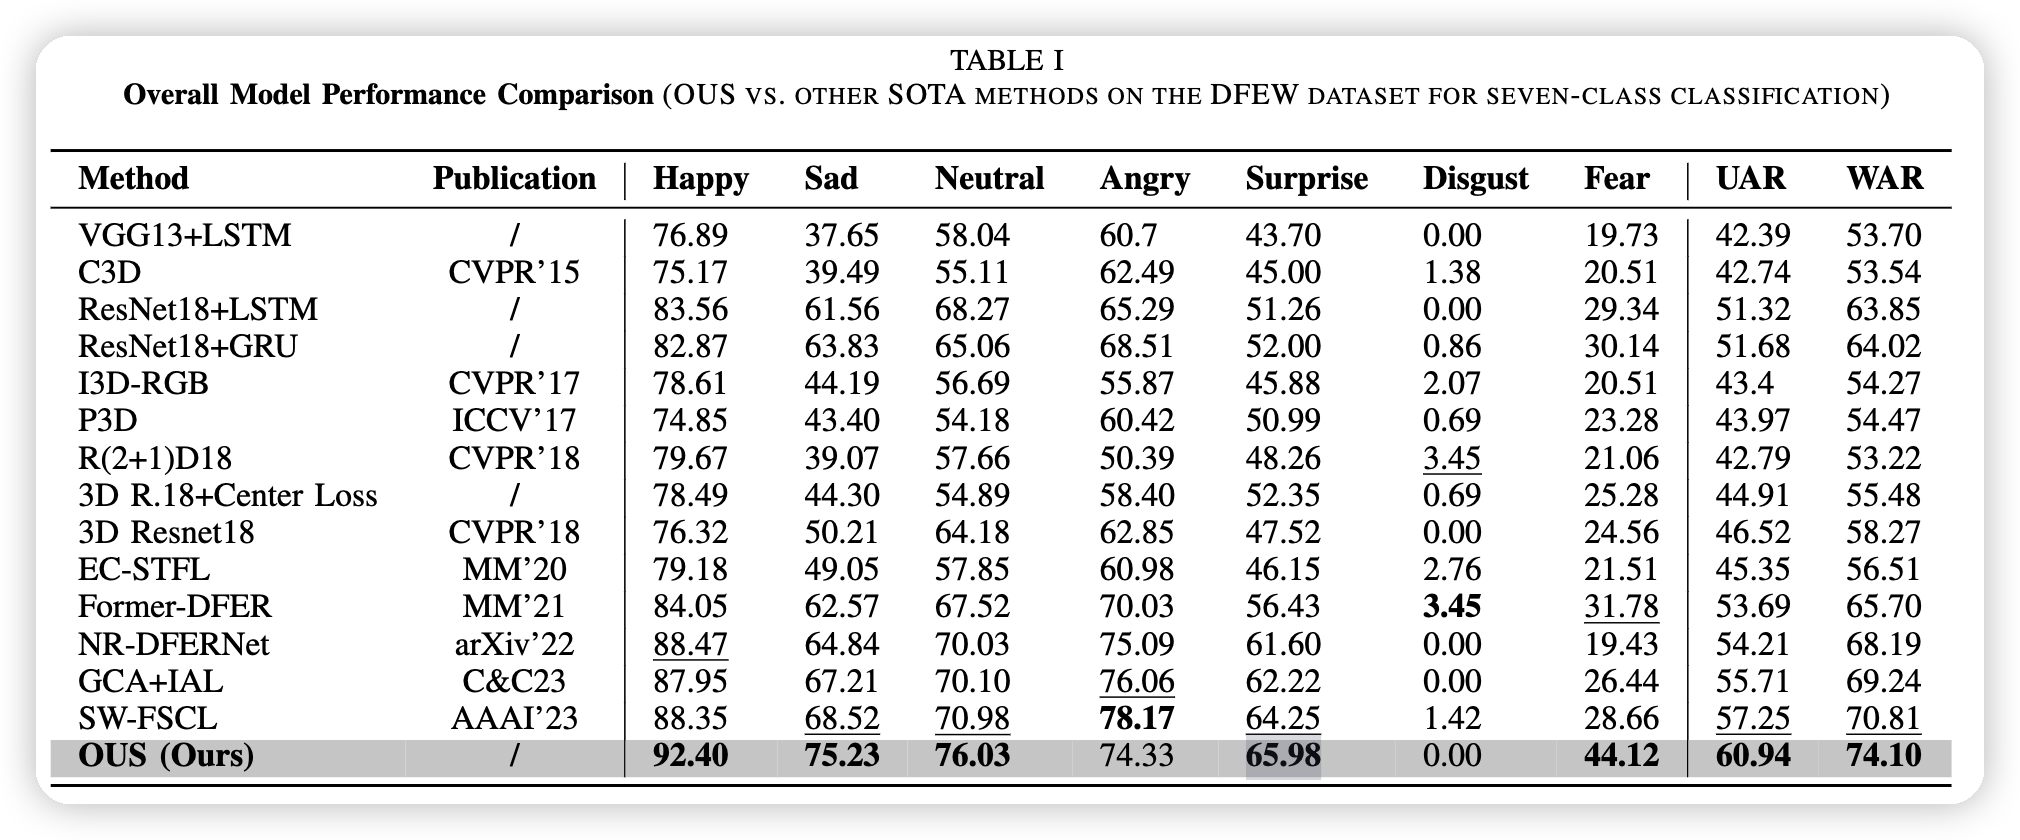 TABLE I
Overall Model Performance Comparison (OUS VS. OTHER SOTA METHODS ON THE DFEW DATASET FOR SEVEN-CLASS CLASSIFICATION)
Method Publication Happy Sad Neutral Angry Surprise Disgust Fear UAR WAR
VGG13+LSTM / 76.89 37.65 58.04 60.7 43.70 0.00 19.73 42.39 53.70
C3D CVPR’15 75.17 39.49 55.11 62.49 45.00 1.38 20.51 42.74 53.54
ResNet18+LSTM / 83.56 61.56 68.27 65.29 51.26 0.00 29.34 51.32 63.85
ResNet18+GRU / 82.87 63.83 65.06 68.51 52.00 0.86 30.14 51.68 64.02
I3D-RGB CVPR’17 78.61 44.19 56.69 55.87 45.88 2.07 20.51 43.4 54.27
P3D ICCV’17 74.85 43.40 54.18 60.42 50.99 0.69 23.28 43.97 54.47
R(2+1)D18 CVPR’18 79.67 39.07 57.66 50.39 48.26 3.45 21.06 42.79 53.22
3D R.18+Center Loss / 78.49 44.30 54.89 58.40 52.35 0.69 25.28 44.91 55.48
3D Resnet18 CVPR’18 76.32 50.21 64.18 62.85 47.52 0.00 24.56 46.52 58.27
EC-STFL MM’20 79.18 49.05 57.85 60.98 46.15 2.76 21.51 45.35 56.51
Former-DFER MM’21 84.05 62.57 67.52 70.03 56.43 3.45 31.78 53.69 65.70
NR-DFERNet arXiv’22 88.47 64.84 70.03 75.09 61.60 0.00 19.43 54.21 68.19
GCA+IAL C&C23 87.95 67.21 70.10 76.06 62.22 0.00 26.44 55.71 69.24
SW-FSCL AAAI’23 88.35 68.52 70.98 78.17 64.25 1.42 28.66 57.25 70.81
OUS (Ours) / 92.40 75.23 76.03 74.33 65.98 0.00 44.12 60.94 74.10